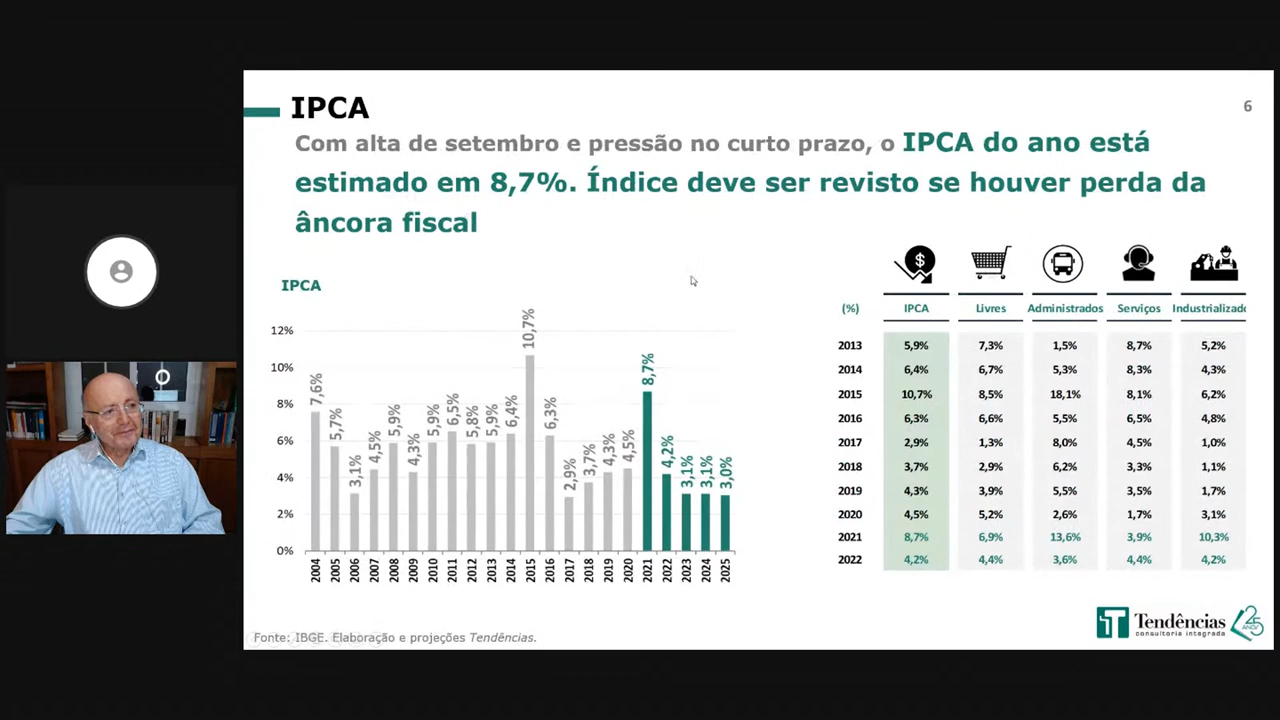 IPCA
6
Com alta de setembro e pressão no curto prazo, o IPCA do ano está
estimado em 8,7%. Índice deve ser revisto se houver perda da
âncora fiscal
IPCA
12%
10%
8%
6%
4%
2%
0%
7,6%
5,7%
3,1%
4,5%
5,9%
4,3%
5,9%
6,5%
5,8%
5,9%
6,4%
10,7%
6,3%
2,9%
3,7%
4,3%
4,5%
8,7%
4,2%
3,1%
3,1%
3,0%
2004 2005 2006 2007 2008 2009 2010 2011 2012 2013 2014 2015 2016 2017 2018 2019 2020 2021 2022 2023 2024 2025
$
(%) IPCA Livres Administrados Serviços Industrializado
2013 5,9% 7,3% 1,5% 8,7% 5,2%
2014 6,4% 6,7% 5,3% 8,3% 4,3%
2015 10,7% 8,5% 18,1% 8,1% 6,2%
2016 6,3% 6,6% 5,5% 6,5% 4,8%
2017 2,9% 1,3% 8,0% 4,5% 1,0%
2018 3,7% 2,9% 6,2% 3,3% 1,1%
2019 4,3% 3,9% 5,5% 3,5% 1,7%
2020 4,5% 5,2% 2,6% 1,7% 3,1%
2021 8,7% 6,9% 13,6% 3,9% 10,3%
2022 4,2% 4,4% 3,6% 4,4% 4,2%
Fonte: IBGE. Elaboração e projeções Tendências.
Tendências
consultoria integrada
25
ANOS